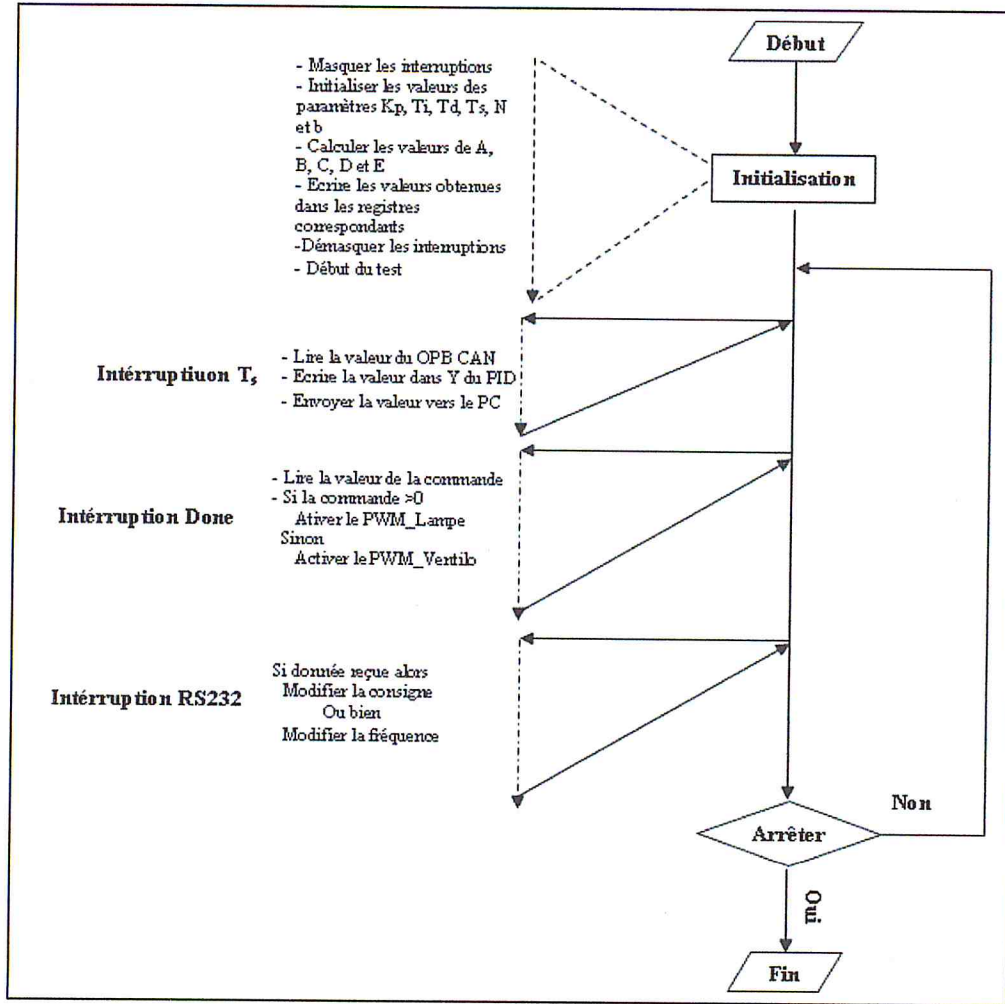 Début
- Masquer les interruptions
- Initialiser les valeurs des
paramètres Kp, Ti, Td, Ts, N
et b
- Calculer les valeurs de A,
B, C, D et E
- Ecrire les valeurs obtenues
dans les registres
correspondants
-Démasquer les interruptions
- Début du test
Initialisation
Intérruptiuon Ts
- Lire la valeur du OPB CAN
- Ecrire la valeur dans Y du PID
- Envoyer la valeur vers le PC
Intérruption Done
- Lire la valeur de la commande
- Si la commande >0
Ativer le PWM_Lampe
Sinon
Activer le PWM_Ventilo
Intérruption RS232
Si donnée reçue alors
Modifier la consigne
Ou bien
Modifier la fréquence
Non
Arrêter
Oui
Fin